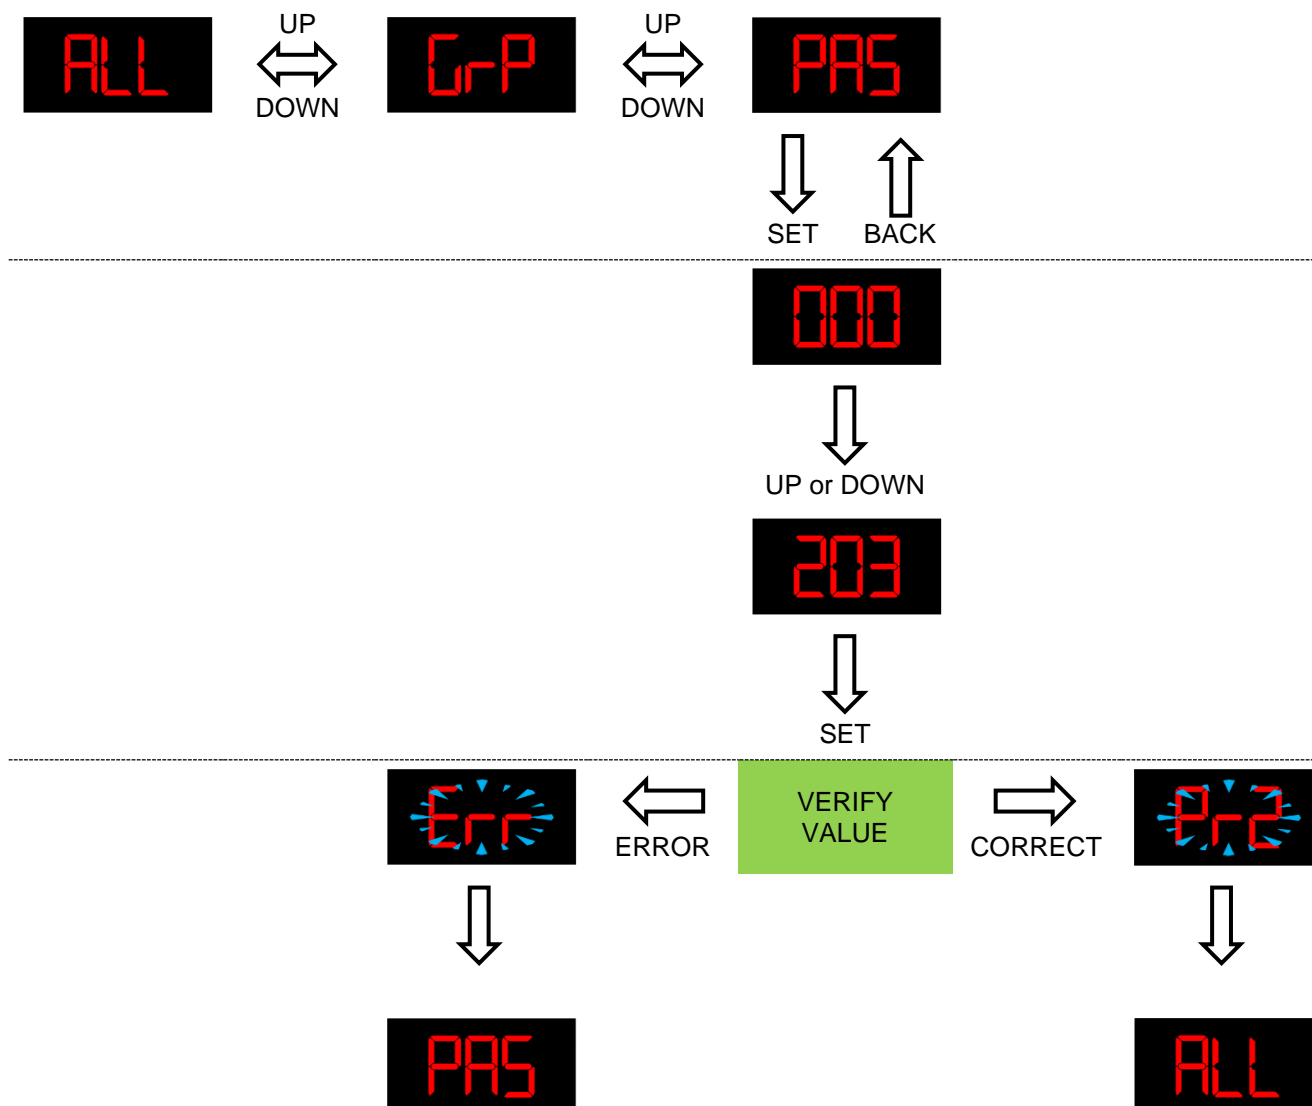 UP UP
ALL GrP PAS
DOWN DOWN
SET BACK
000
UP or DOWN
203
SET
Err VERIFY Pr2
VALUE
ERROR CORRECT
PAS ALL